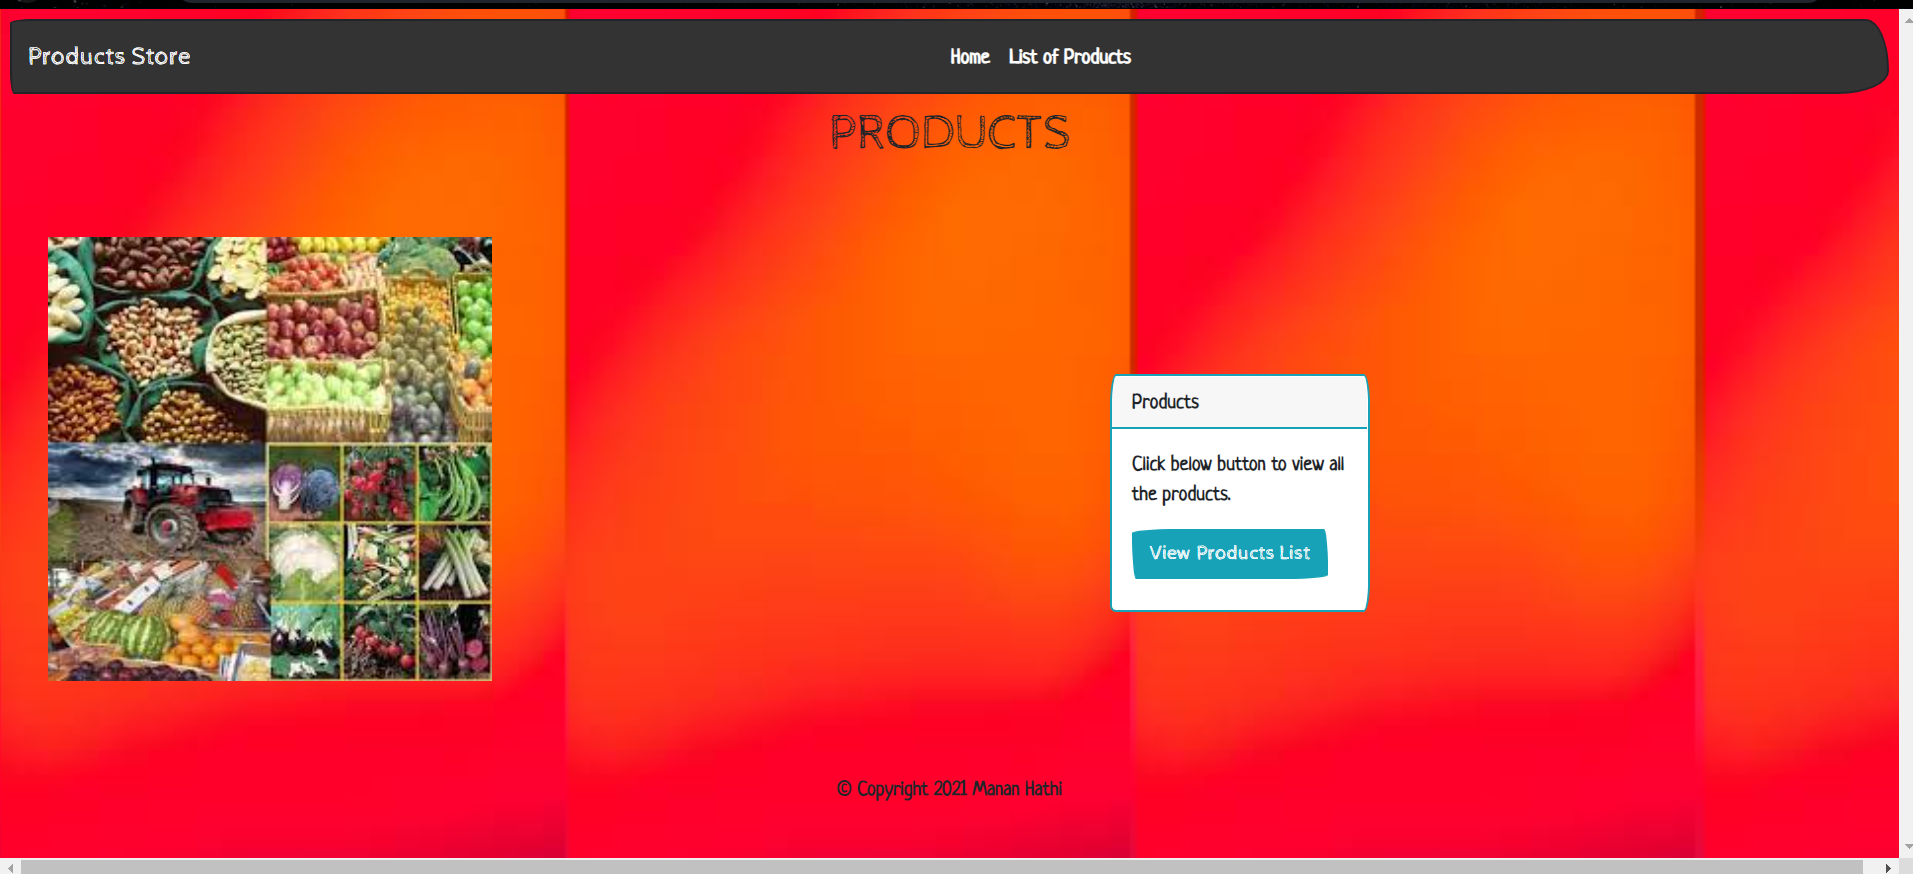 Products Store
Home
List of Products
PRODUCTS
Products
Click below button to view all
the products.
View Products List
© Copyright 2021 Manan Hathi